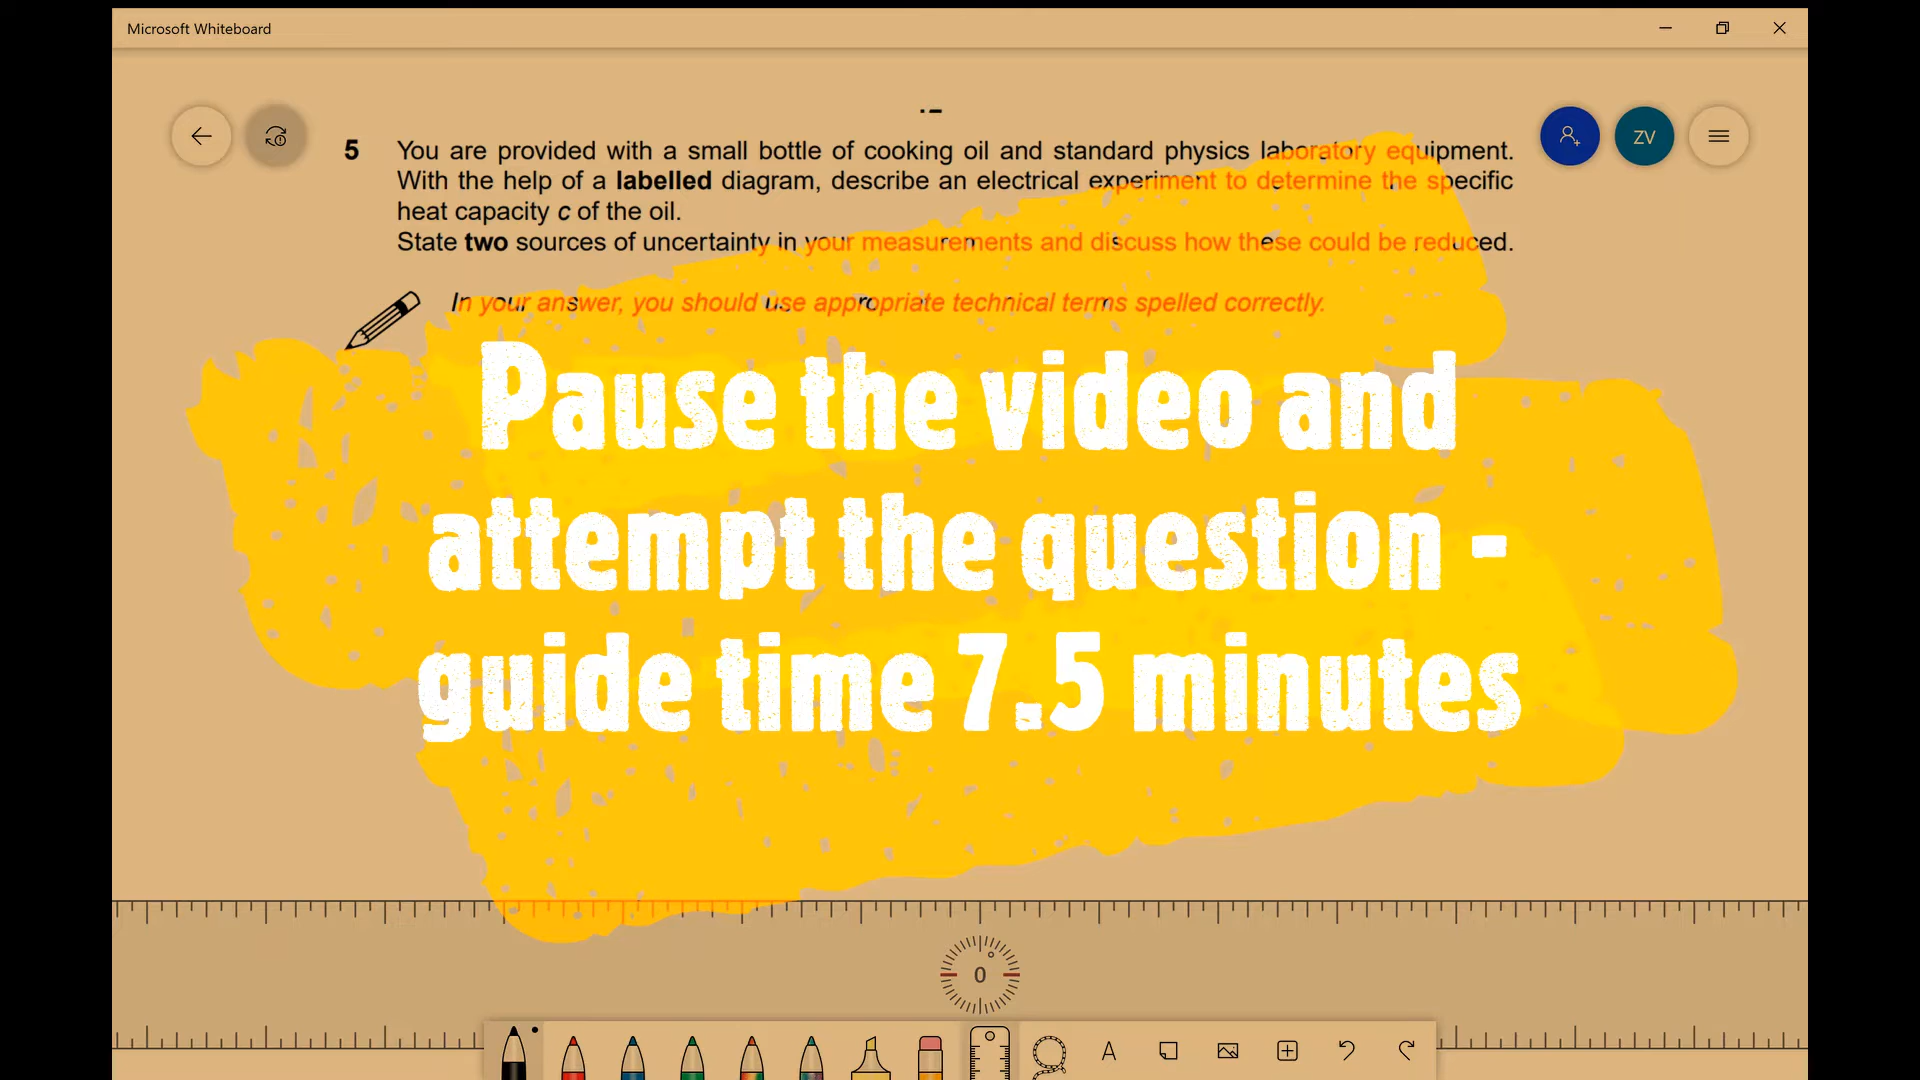 Microsoft Whiteboard
ZV
5 You are provided with a small bottle of cooking oil and standard physics laboratory equipment.
With the help of a labelled diagram, describe an electrical experiment to determine the specific
heat capacity c of the oil.
State two sources of uncertainty in your measurements and discuss how these could be reduced.
In your answer, you should use appropriate technical terms spelled correctly.
Pause the video and
attempt the question -
guide time 7.5 minutes
0